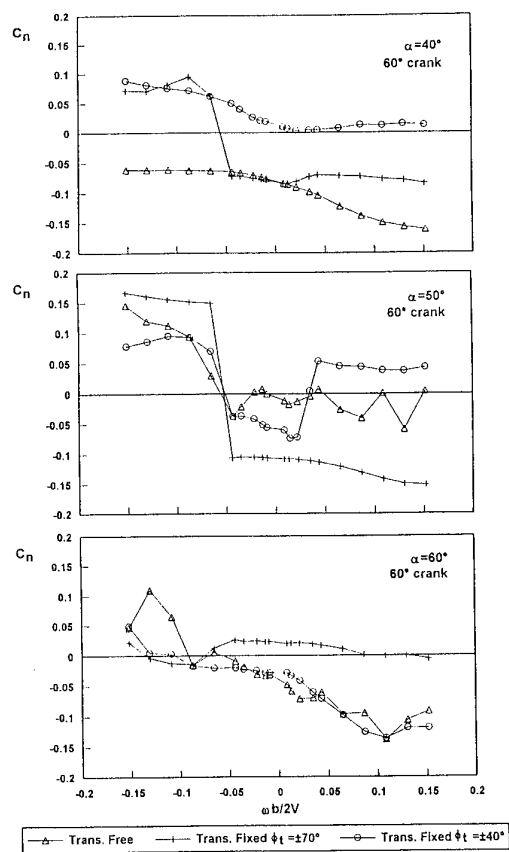 Cn
0.2
α=40°
0.15
60° crank
0.1
0.05
0
-0.05
-0.1
-0.15
-0.2
Cn
0.2
α=50°
0.15
60° crank
0.1
0.05
0
-0.05
-0.1
-0.15
-0.2
Cn
0.2
α=60°
0.15
60° crank
0.1
0.05
0
-0.05
-0.1
-0.15
-0.2
-0.2 -0.15 -0.1 -0.05 0 0.05 0.1 0.15 0.2
ωb/2V
Trans. Free Trans. Fixed ϕt =±70° Trans. Fixed ϕt =±40°